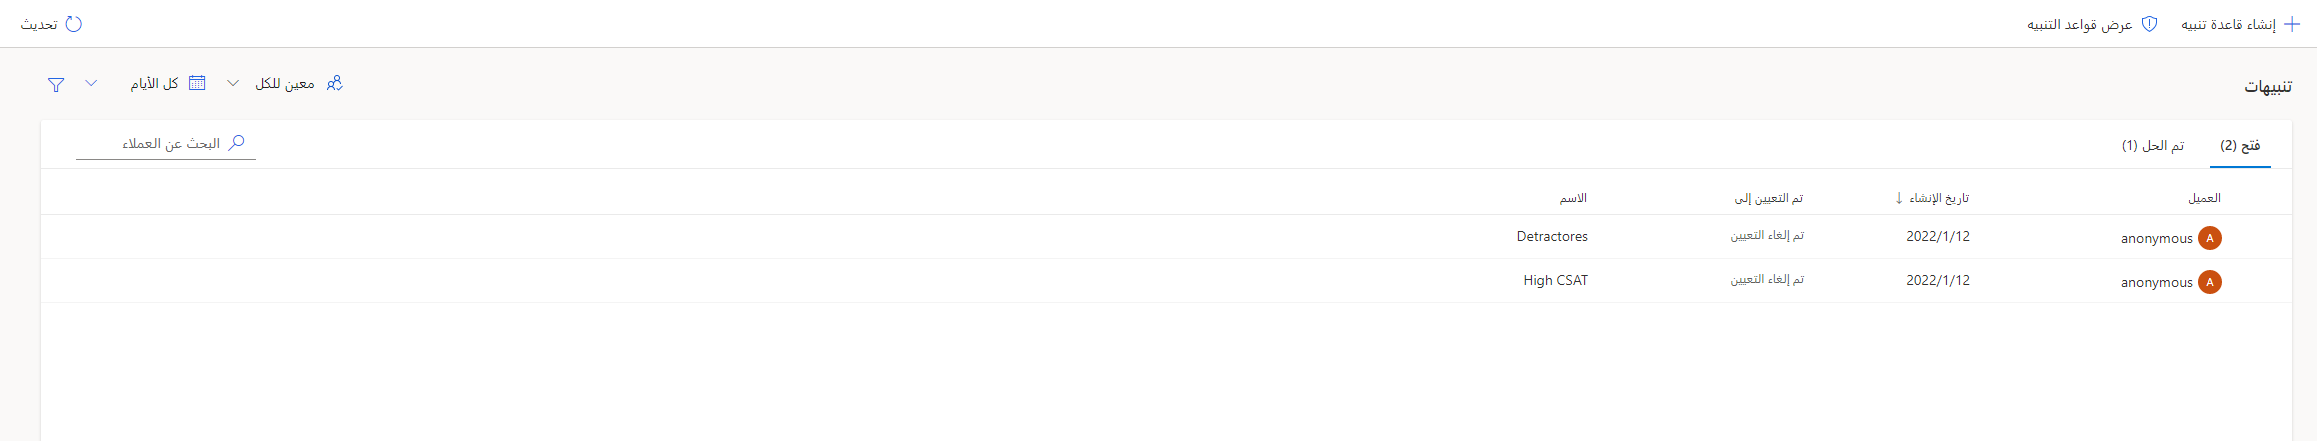 إنشاء قاعدة تنبيه عرض قواعد التنبيه تحديث
تنبيهات معين للكل كل الأيام
فتح (2) تم الحل (1) البحث عن العملاء
العميل تاريخ الإنشاء ↓ تم التعيين إلى الاسم
A anonymous 2022/1/12 تم إلغاء التعيين Detractores
A anonymous 2022/1/12 تم إلغاء التعيين High CSAT